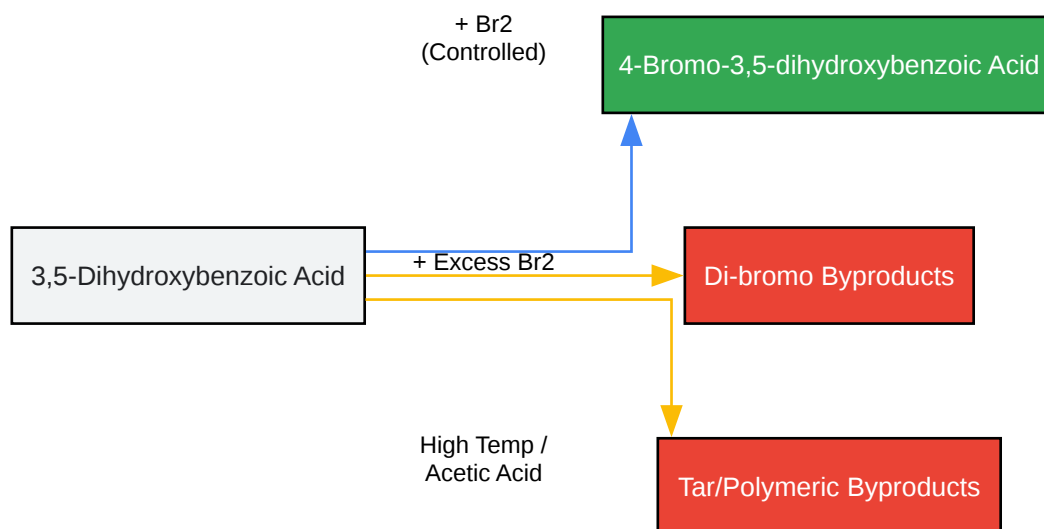 + Br2
(Controlled)
4-Bromo-3,5-dihydroxybenzoic Acid
3,5-Dihydroxybenzoic Acid
+ Excess Br2
Di-bromo Byproducts
High Temp /
Acetic Acid
Tar/Polymeric Byproducts